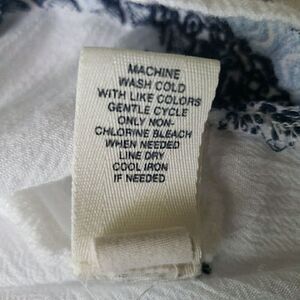 MACHINE
WASH COLD
WITH LIKE COLORS
GENTLE CYCLE
ONLY NON-
CHLORINE BLEACH
WHEN NEEDED
LINE DRY
COOL IRON
IF NEEDED